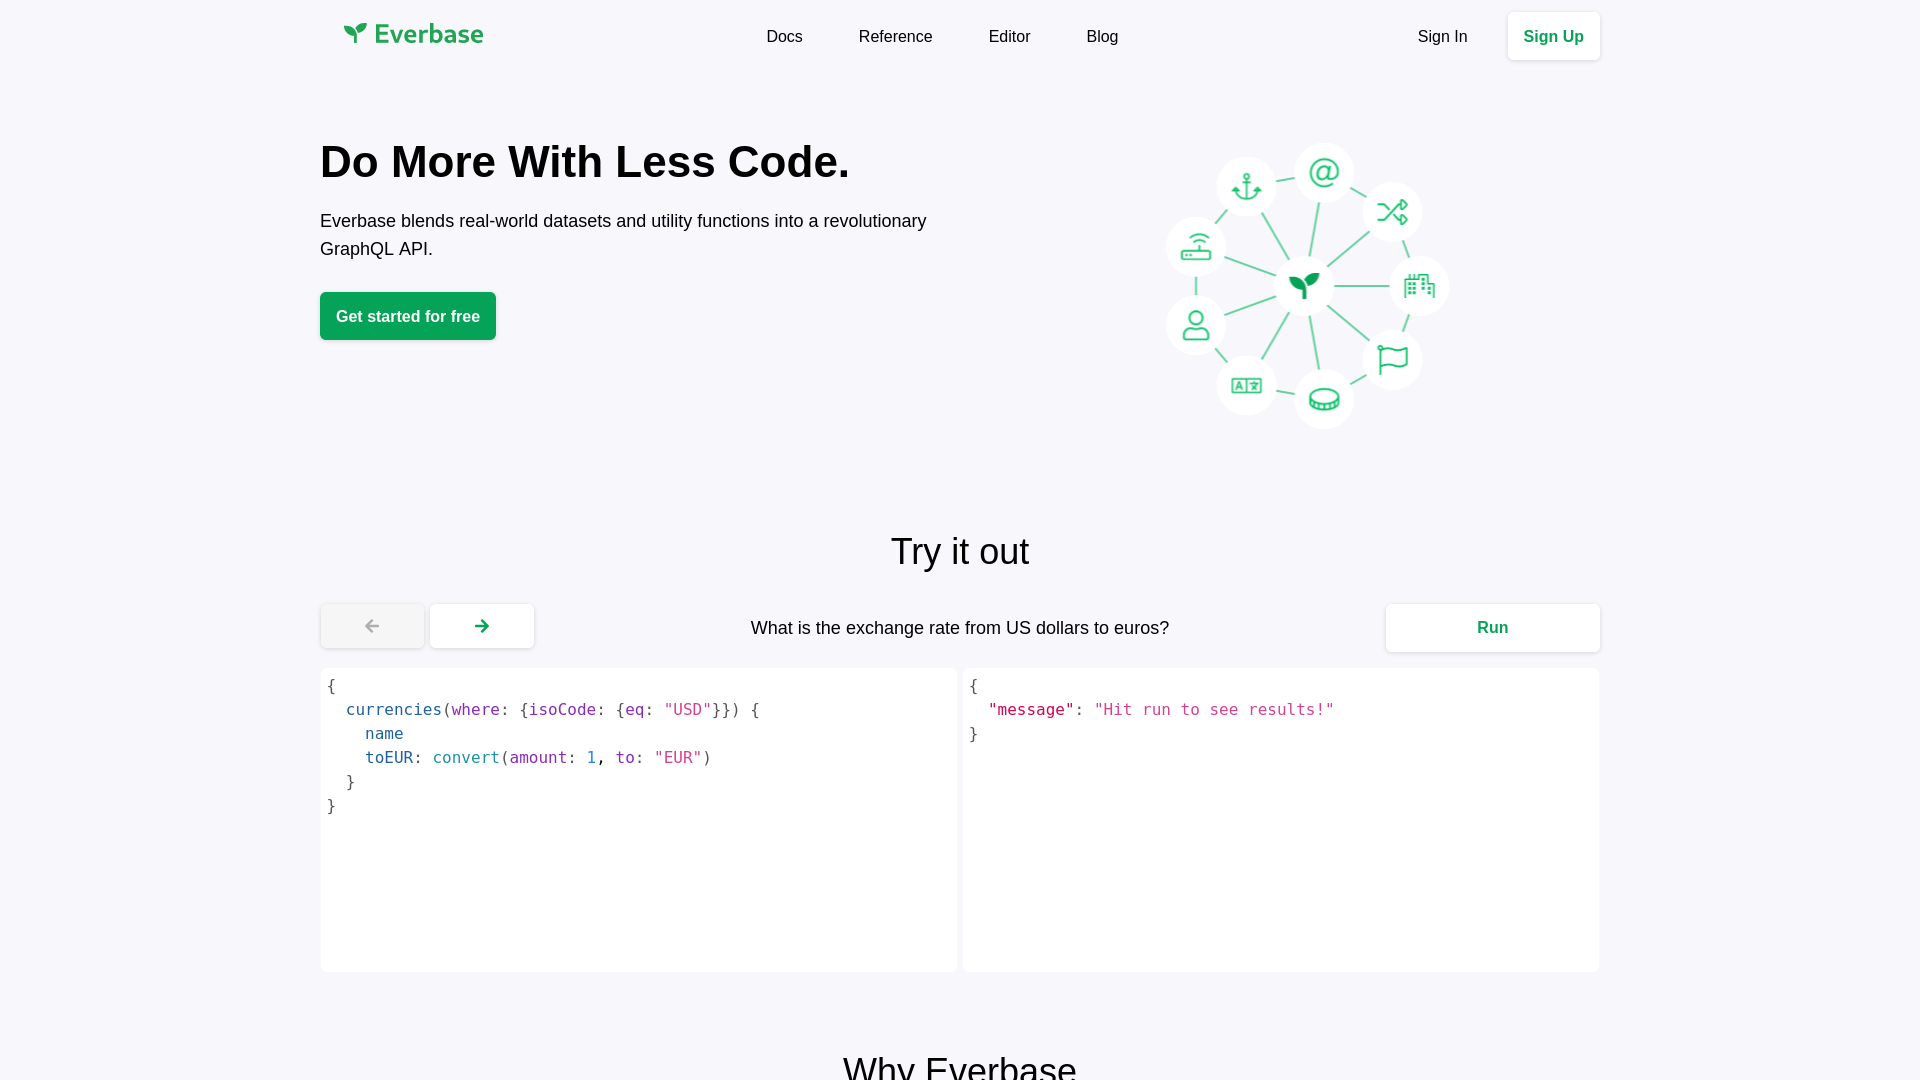 Everbase
Docs
Reference
Editor
Blog
Sign In
Sign Up
Do More With Less Code.
Everbase blends real-world datasets and utility functions into a revolutionary
GraphQL API.
Get started for free
@
A
Try it out
What is the exchange rate from US dollars to euros?
Run
{
  currencies(where: {isoCode: {eq: "USD"}}) {
    name
    toEUR: convert(amount: 1, to: "EUR")
  }
}
{
  "message": "Hit run to see results!"
}
Why Everbase